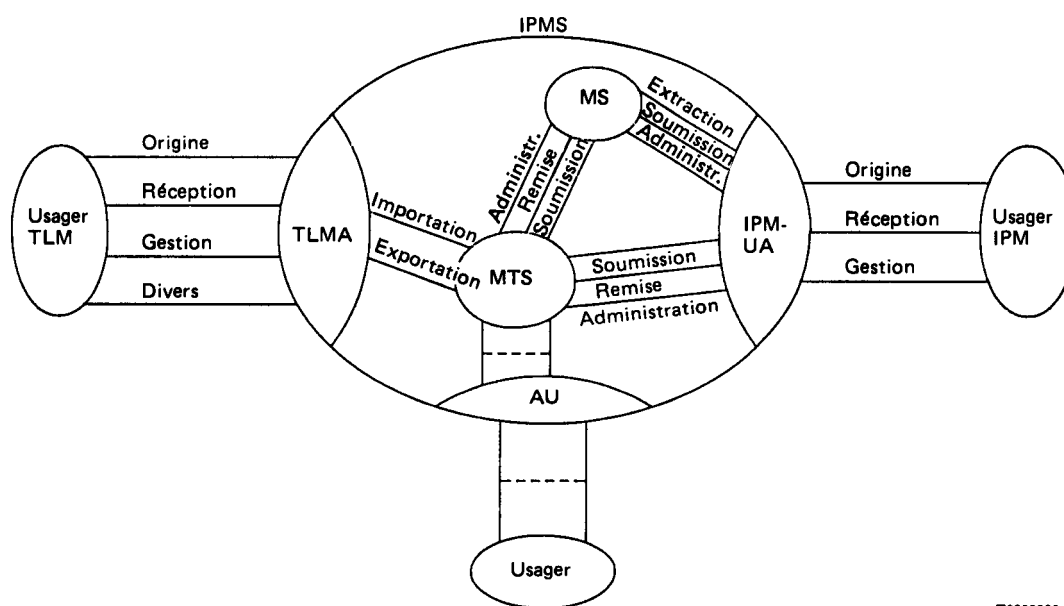 IPMS
MS
Extraction
Soumission
Administr.
Administr.
Remise
Soumission
Origine
Réception
Gestion
Divers
Usager
TLM
TLMA
Importation
Exportation
MTS
Soumission
Remise
Administration
IPM-
UA
Origine
Réception
Gestion
Usager
IPM
AU
Usager